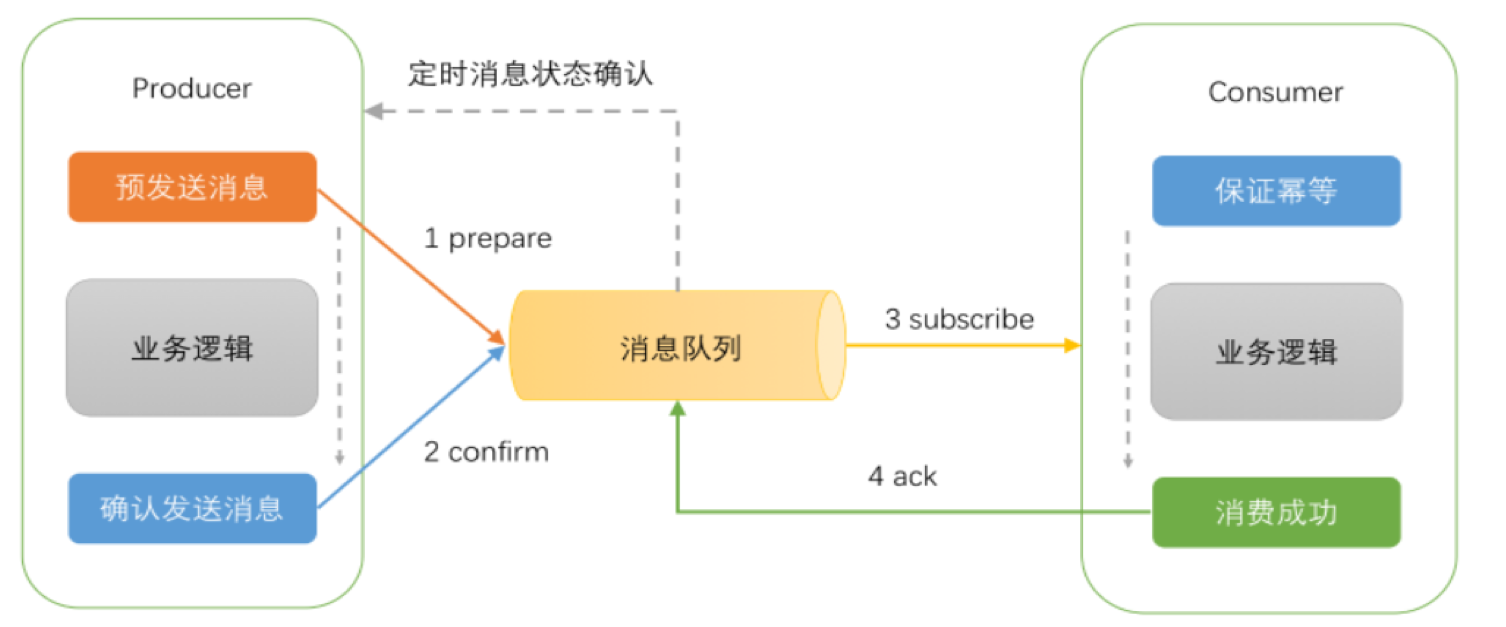 Producer
预发送消息
业务逻辑
确认发送消息
定时消息状态确认
1 prepare
2 confirm
消息队列
3 subscribe
4 ack
Consumer
保证幂等
业务逻辑
消费成功